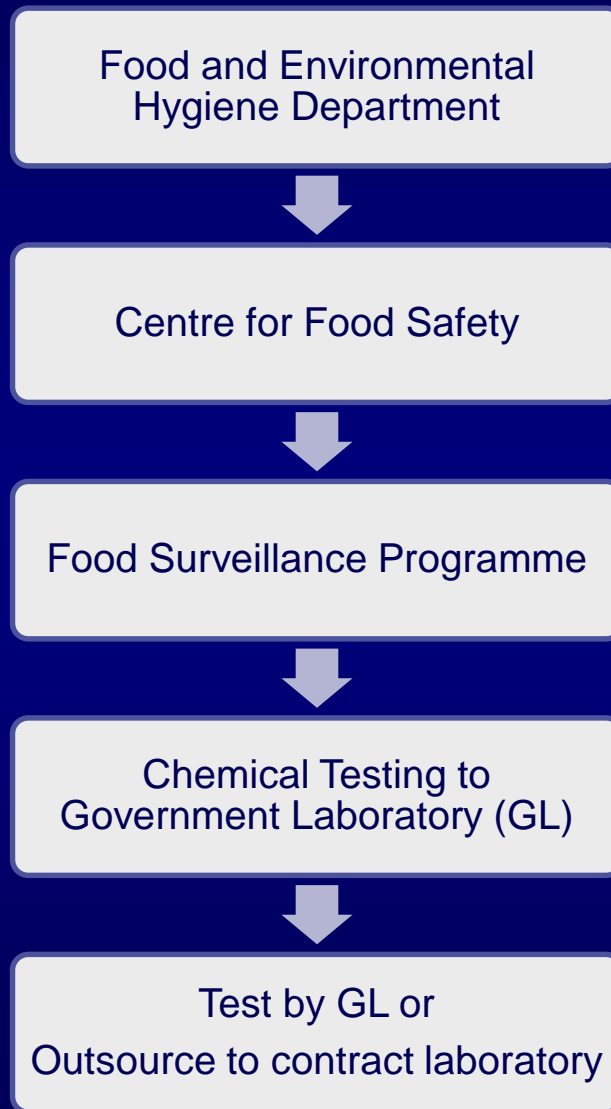 Food and Environmental
Hygiene Department
Centre for Food Safety
Food Surveillance Programme
Chemical Testing to
Government Laboratory (GL)
Test by GL or
Outsource to contract laboratory